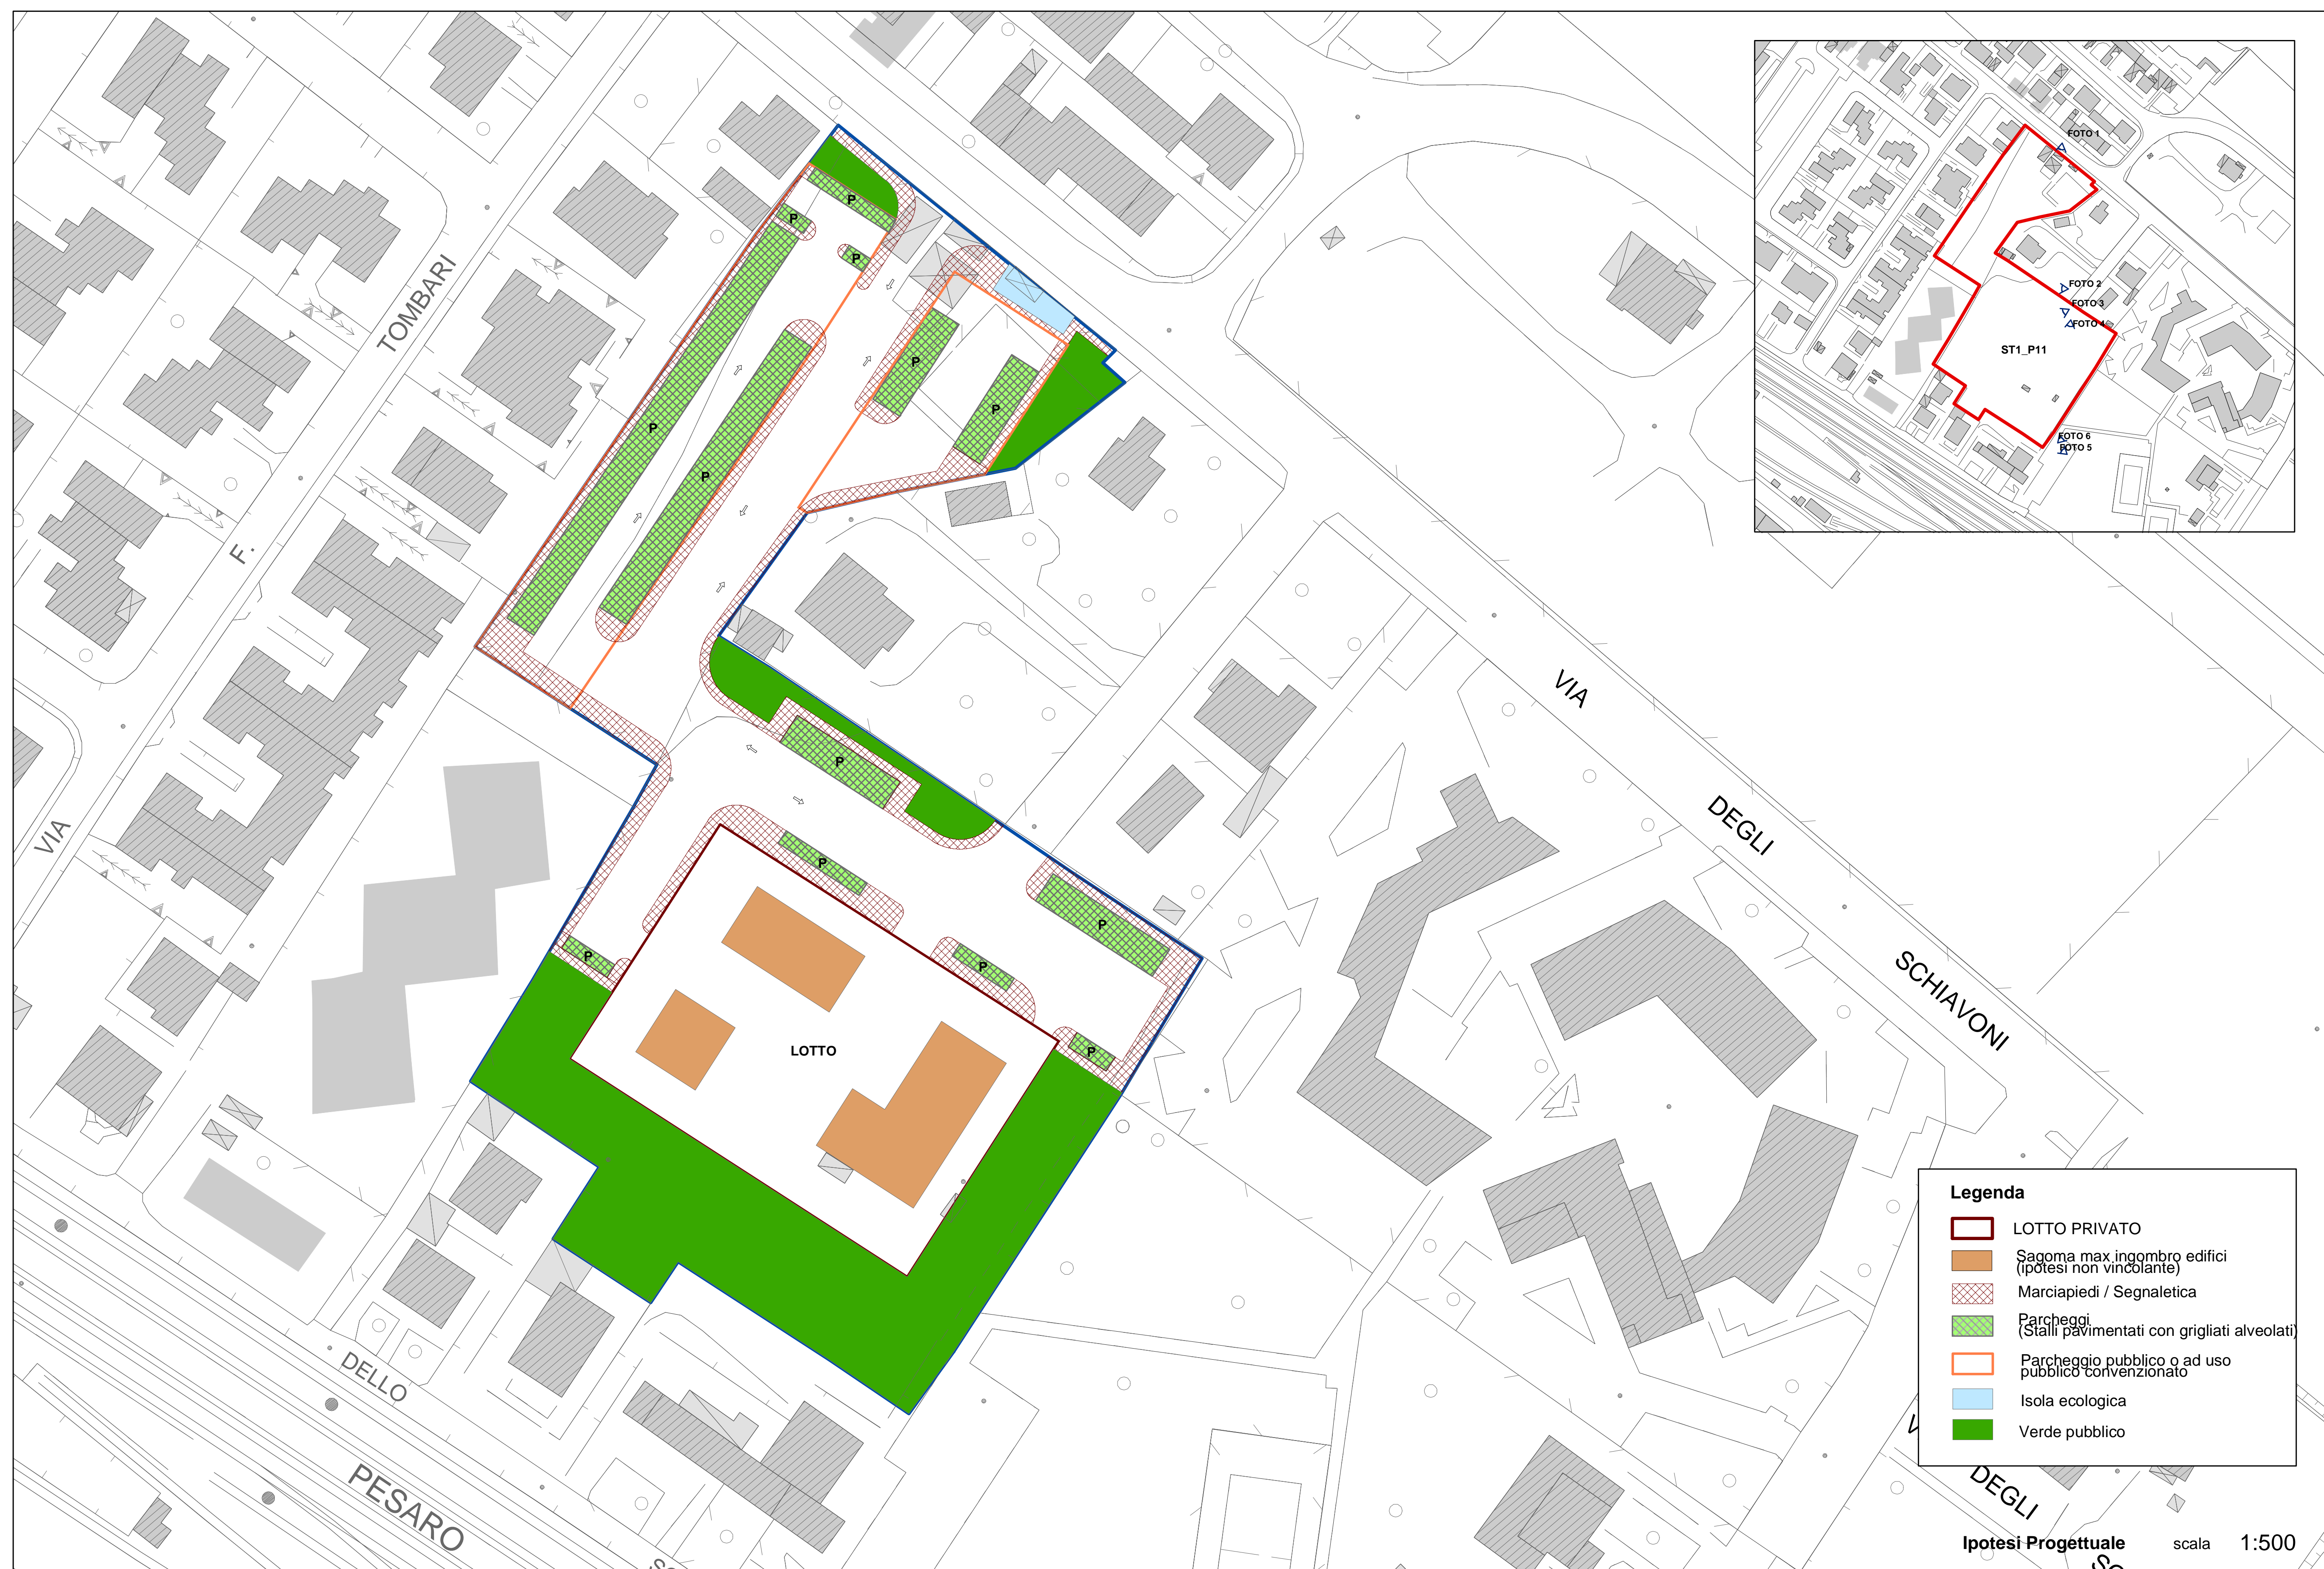 FOTO 1
FOTO 2
FOTO 3
FOTO 4
ST1_P11
FOTO 6
FOTO 5
VIA
F.
TOMBARI
P
P
P
P
P
P
P
P
P
P
P
P
P
LOTTO
VIA
DEGLI
SCHIAVONI
DELLO
PESARO
DEGLI
Legenda
LOTTO PRIVATO
Sagoma max ingombro edifici
(ipotesi non vincolante)
Marciapiedi / Segnaletica
Parcheggi
(Stalli pavimentati con grigliati alveolati)
Parcheggio pubblico o ad uso
pubblico convenzionato
Isola ecologica
Verde pubblico
Ipotesi Progettuale scala 1:500